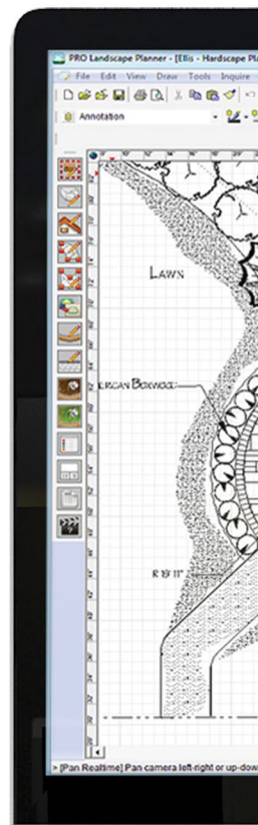 PRO Landscape Planner - [Ellis - Hardscape Pla
File Edit View Draw Tools Inquire
Annotation
LAWN
BOXWOOD
R 19' 11"
> [Pan Realtime] Pan camera left-right or up-dow